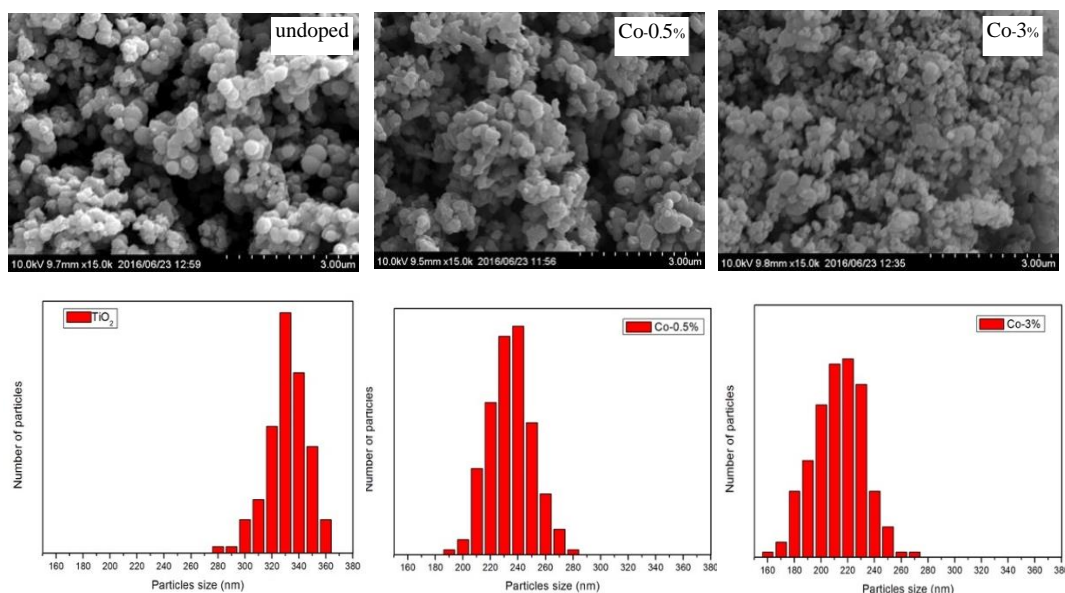 undoped
Co-0.5%
Co-3%
10.0kV 9.7mm x15.0k 2016/06/23 12:59 3.00um
10.0kV 9.5mm x15.0k 2016/06/23 11:56 3.00um
10.0kV 9.8mm x15.0k 2016/06/23 12:35 3.00um
TiO₂
Number of particles
160 180 200 220 240 260 280 300 320 340 360 380
Particles size (nm)
Co-0.5%
Number of particles
160 180 200 220 240 260 280 300 320 340 360 380
Particles size (nm)
Co-3%
Number of particles
160 180 200 220 240 260 280 300 320 340 360 380
Particles size (nm)